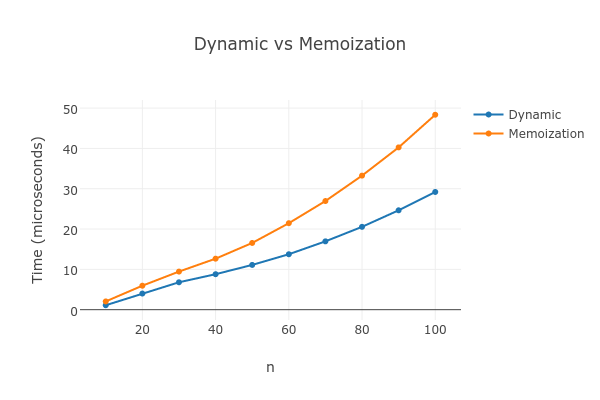 Dynamic vs Memoization
50
40
30
20
10
0
Time (microseconds)
20 40 60 80 100
n
Dynamic
Memoization